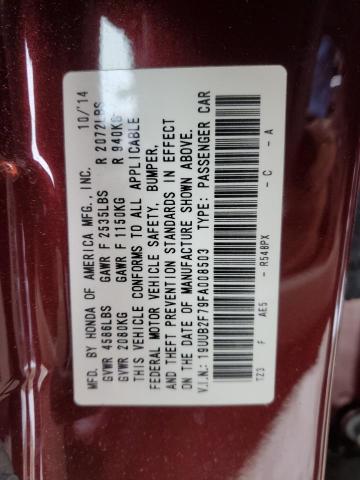 MFD. BY HONDA OF AMERICA MFG., INC. 10/14
GVWR 4586LBS GAWR F 2535LBS R 2072LBS
GVWR 2080KG GAWR F 1150KG R 940KG
THIS VEHICLE CONFORMS TO ALL APPLICABLE
FEDERAL MOTOR VEHICLE SAFETY, BUMPER,
AND THEFT PREVENTION STANDARDS IN EFFECT
ON THE DATE OF MANUFACTURE SHOWN ABOVE.
V.I.N.: 19UUB2F79FA008503 TYPE: PASSENGER CAR
TZ3 F AE5 - R548PX - C - A